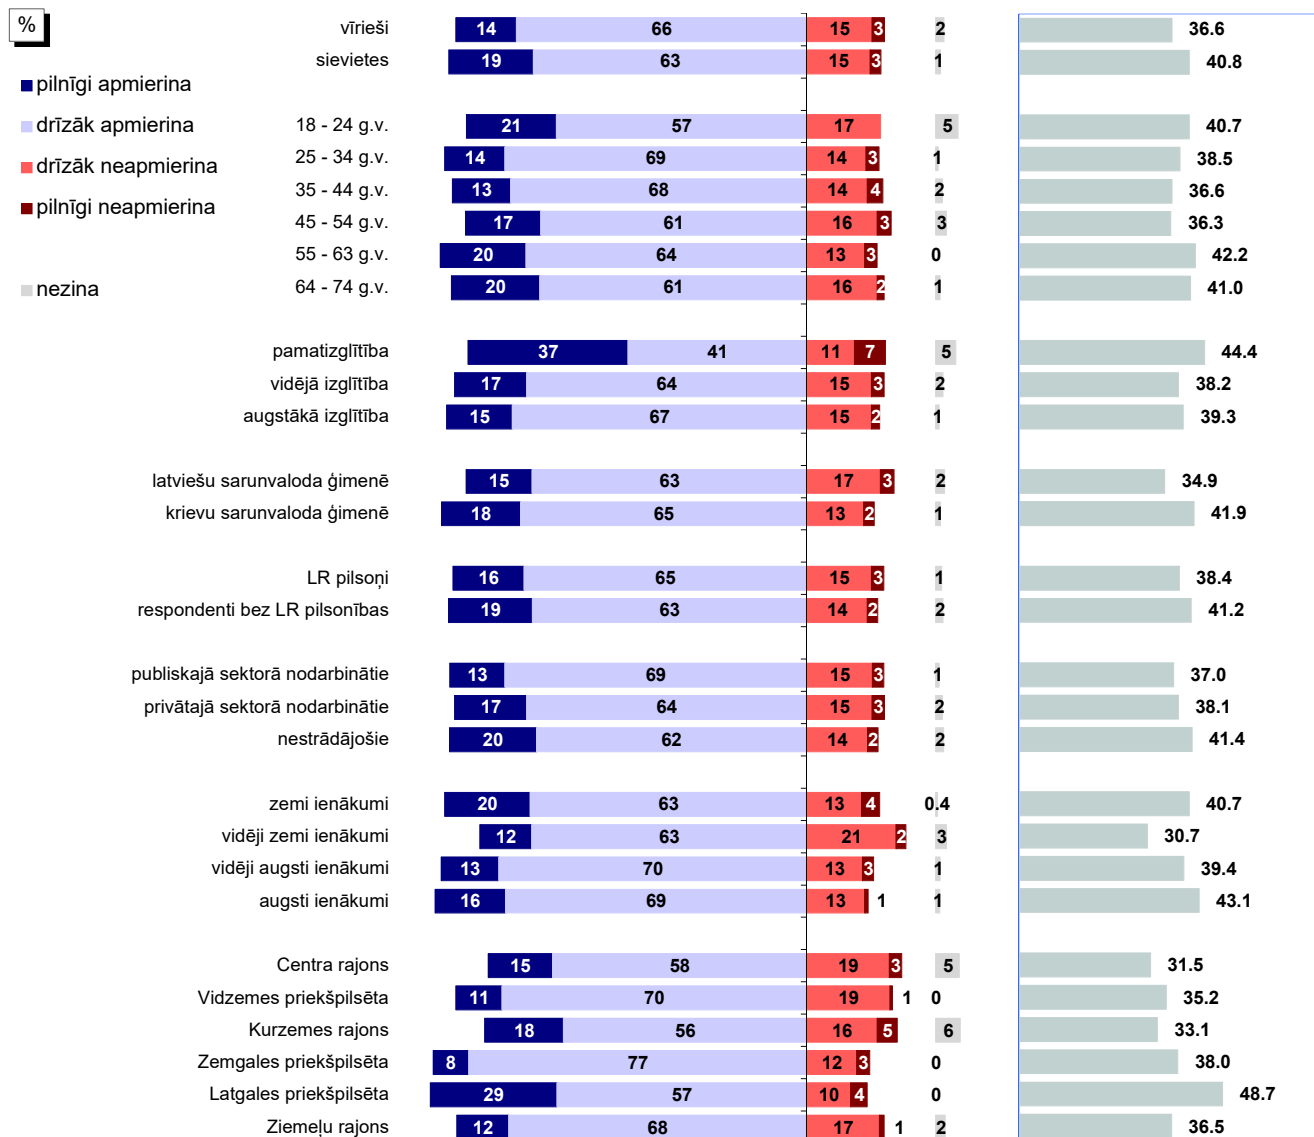 %
pilnīgi apmierina
drīzāk apmierina
drīzāk neapmierina
pilnīgi neapmierina
nezina
vīrieši 14 66 15 3 2 36.6
sievietes 19 63 15 3 1 40.8
18 - 24 g.v. 21 57 17 5 40.7
25 - 34 g.v. 14 69 14 3 1 38.5
35 - 44 g.v. 13 68 14 4 2 36.6
45 - 54 g.v. 17 61 16 3 3 36.3
55 - 63 g.v. 20 64 13 3 0 42.2
64 - 74 g.v. 20 61 16 2 1 41.0
pamatizglītība 37 41 11 7 5 44.4
vidējā izglītība 17 64 15 3 2 38.2
augstākā izglītība 15 67 15 2 1 39.3
latviešu sarunvaloda ģimenē 15 63 17 3 2 34.9
krievu sarunvaloda ģimenē 18 65 13 2 1 41.9
LR pilsoņi 16 65 15 3 1 38.4
respondenti bez LR pilsonības 19 63 14 2 2 41.2
publiskajā sektorā nodarbinātie 13 69 15 3 1 37.0
privātajā sektorā nodarbinātie 17 64 15 3 2 38.1
nestrādājošie 20 62 14 2 2 41.4
zemi ienākumi 20 63 13 4 0.4 40.7
vidēji zemi ienākumi 12 63 21 2 3 30.7
vidēji augsti ienākumi 13 70 13 3 1 39.4
augsti ienākumi 16 69 13 1 1 43.1
Centra rajons 15 58 19 3 5 31.5
Vidzemes priekšpilsēta 11 70 19 1 0 35.2
Kurzemes rajons 18 56 16 5 6 33.1
Zemgales priekšpilsēta 8 77 12 3 0 38.0
Latgales priekšpilsēta 29 57 10 4 0 48.7
Ziemeļu rajons 12 68 17 1 2 36.5